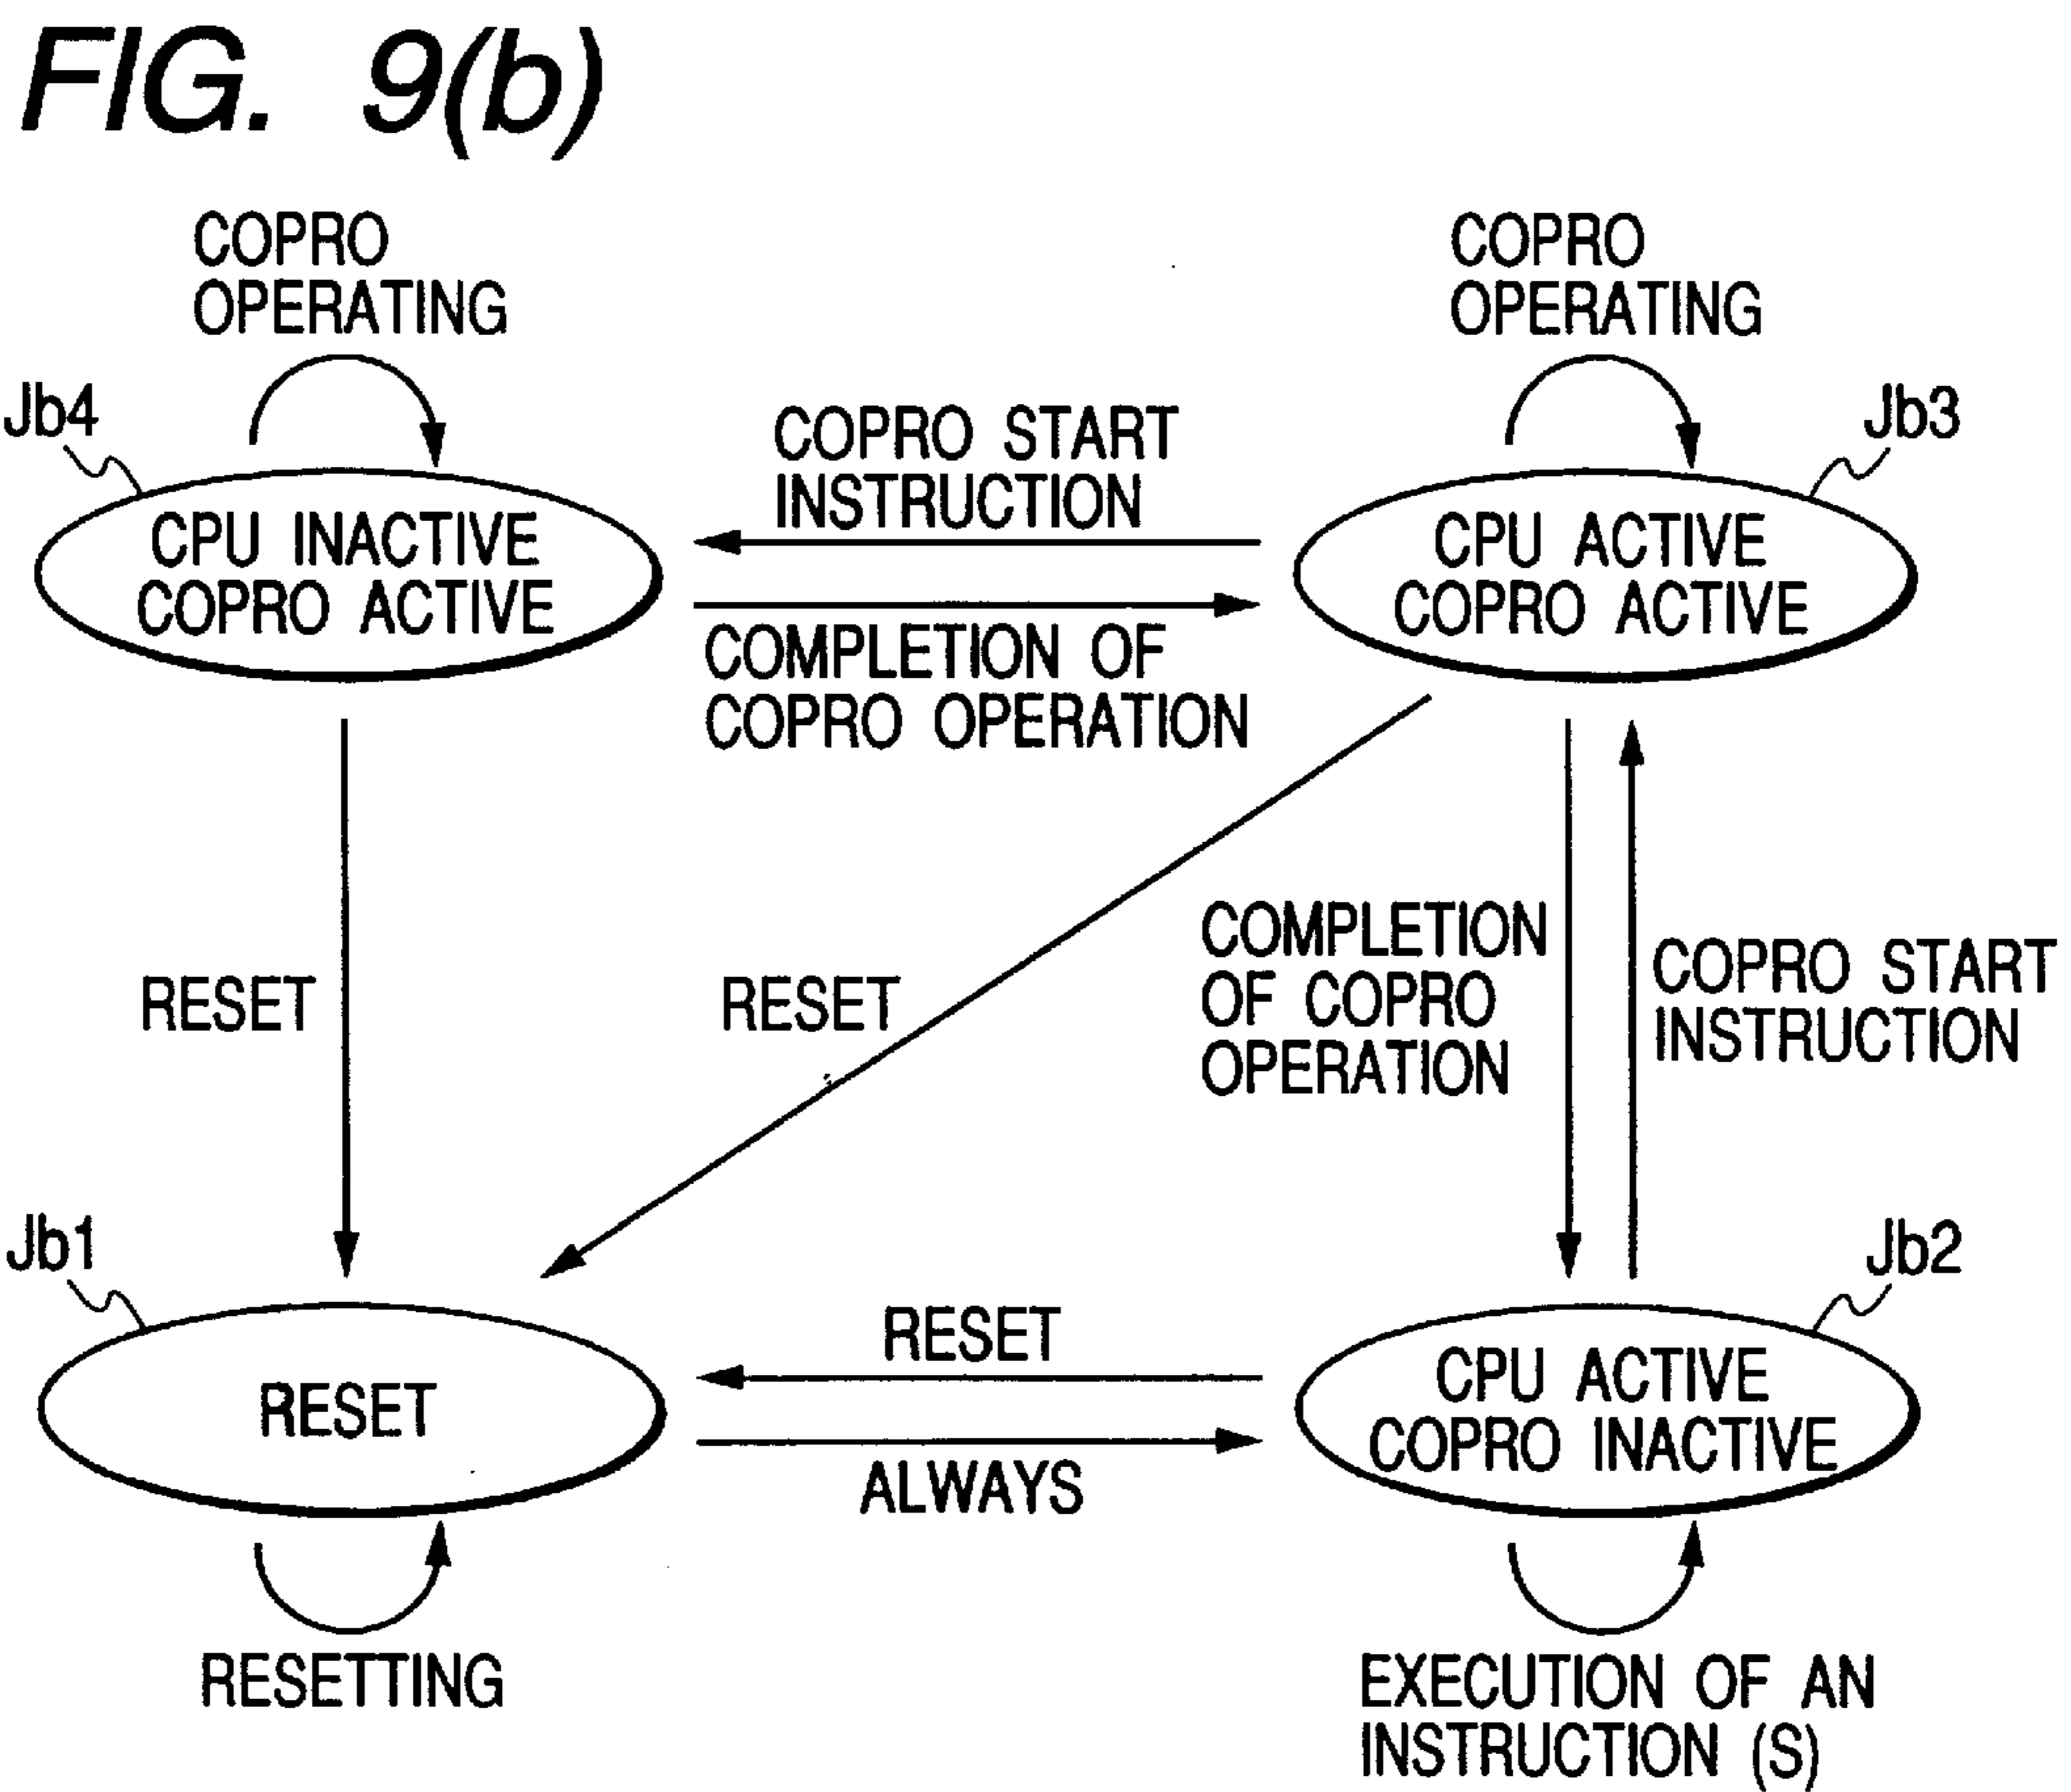 FIG. 9(b)
COPRO
OPERATING
COPRO
OPERATING
Jb4
COPRO START
INSTRUCTION
Jb3
CPU INACTIVE
COPRO ACTIVE
CPU ACTIVE
COPRO ACTIVE
COMPLETION OF
COPRO OPERATION
RESET
RESET
COMPLETION
OF COPRO
OPERATION
COPRO START
INSTRUCTION
Jb1
Jb2
RESET
RESET
CPU ACTIVE
COPRO INACTIVE
ALWAYS
RESETTING
EXECUTION OF AN
INSTRUCTION (S)